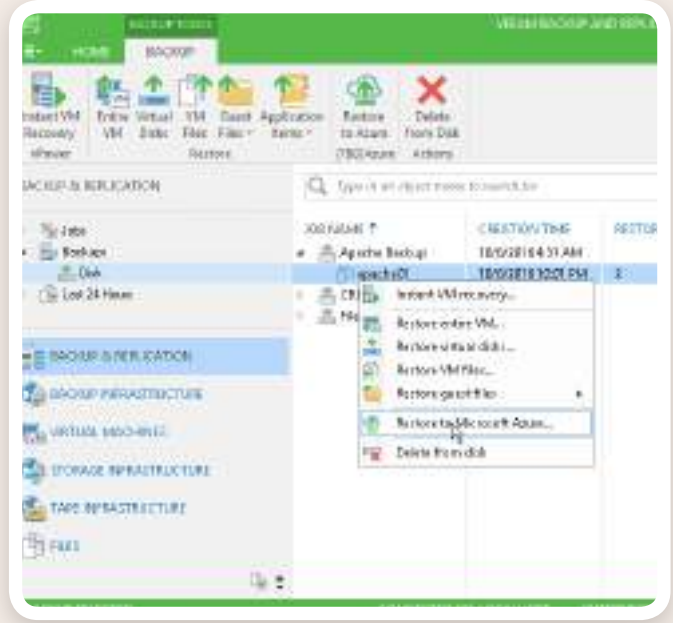 BACKUP TOOLS
VEEAM BACKUP AND REPLI
HOME BACKUP
Instant VM Recovery
Entire VM
Virtual Disks
VM Files
Guest Files
Application Items
Restore to Azure
Delete from Disk
Restore
Actions
BACKUP & REPLICATION
Type in an object name to search for
Jobs
Backups
Disk
Last 24 Hours
JOB NAME CREATION TIME RESTOR
Apache Backup
apache01 3
Instant VM recovery...
Restore entire VM...
Restore virtual disks...
Restore VM files...
Restore guest files
Restore to Microsoft Azure...
Delete from disk
BACKUP & REPLICATION
BACKUP INFRASTRUCTURE
VIRTUAL MACHINES
STORAGE INFRASTRUCTURE
TAPE INFRASTRUCTURE
FILES